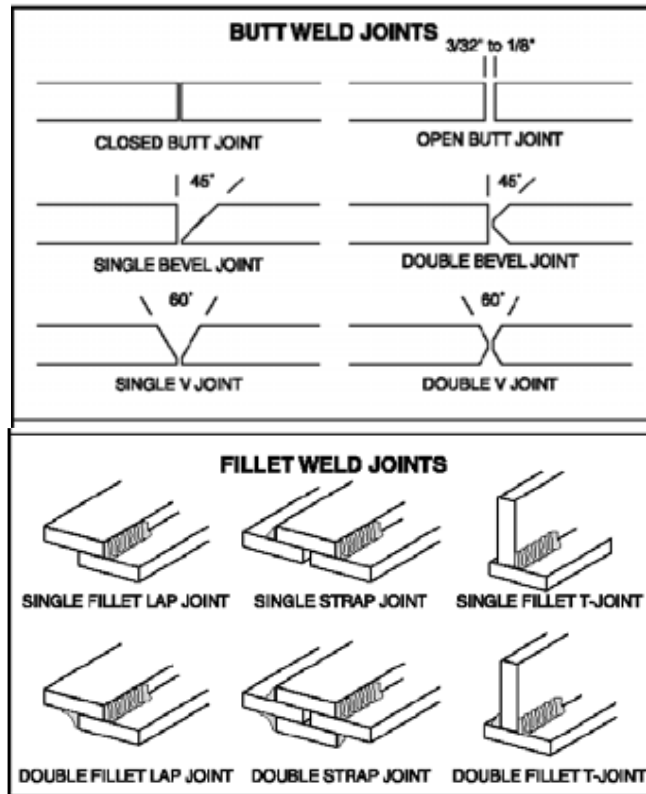 BUTT WELD JOINTS
3/32" to 1/8"
CLOSED BUTT JOINT
OPEN BUTT JOINT
45°
45°
SINGLE BEVEL JOINT
DOUBLE BEVEL JOINT
60°
60°
SINGLE V JOINT
DOUBLE V JOINT
FILLET WELD JOINTS
SINGLE FILLET LAP JOINT
SINGLE STRAP JOINT
SINGLE FILLET T-JOINT
DOUBLE FILLET LAP JOINT
DOUBLE STRAP JOINT
DOUBLE FILLET T-JOINT